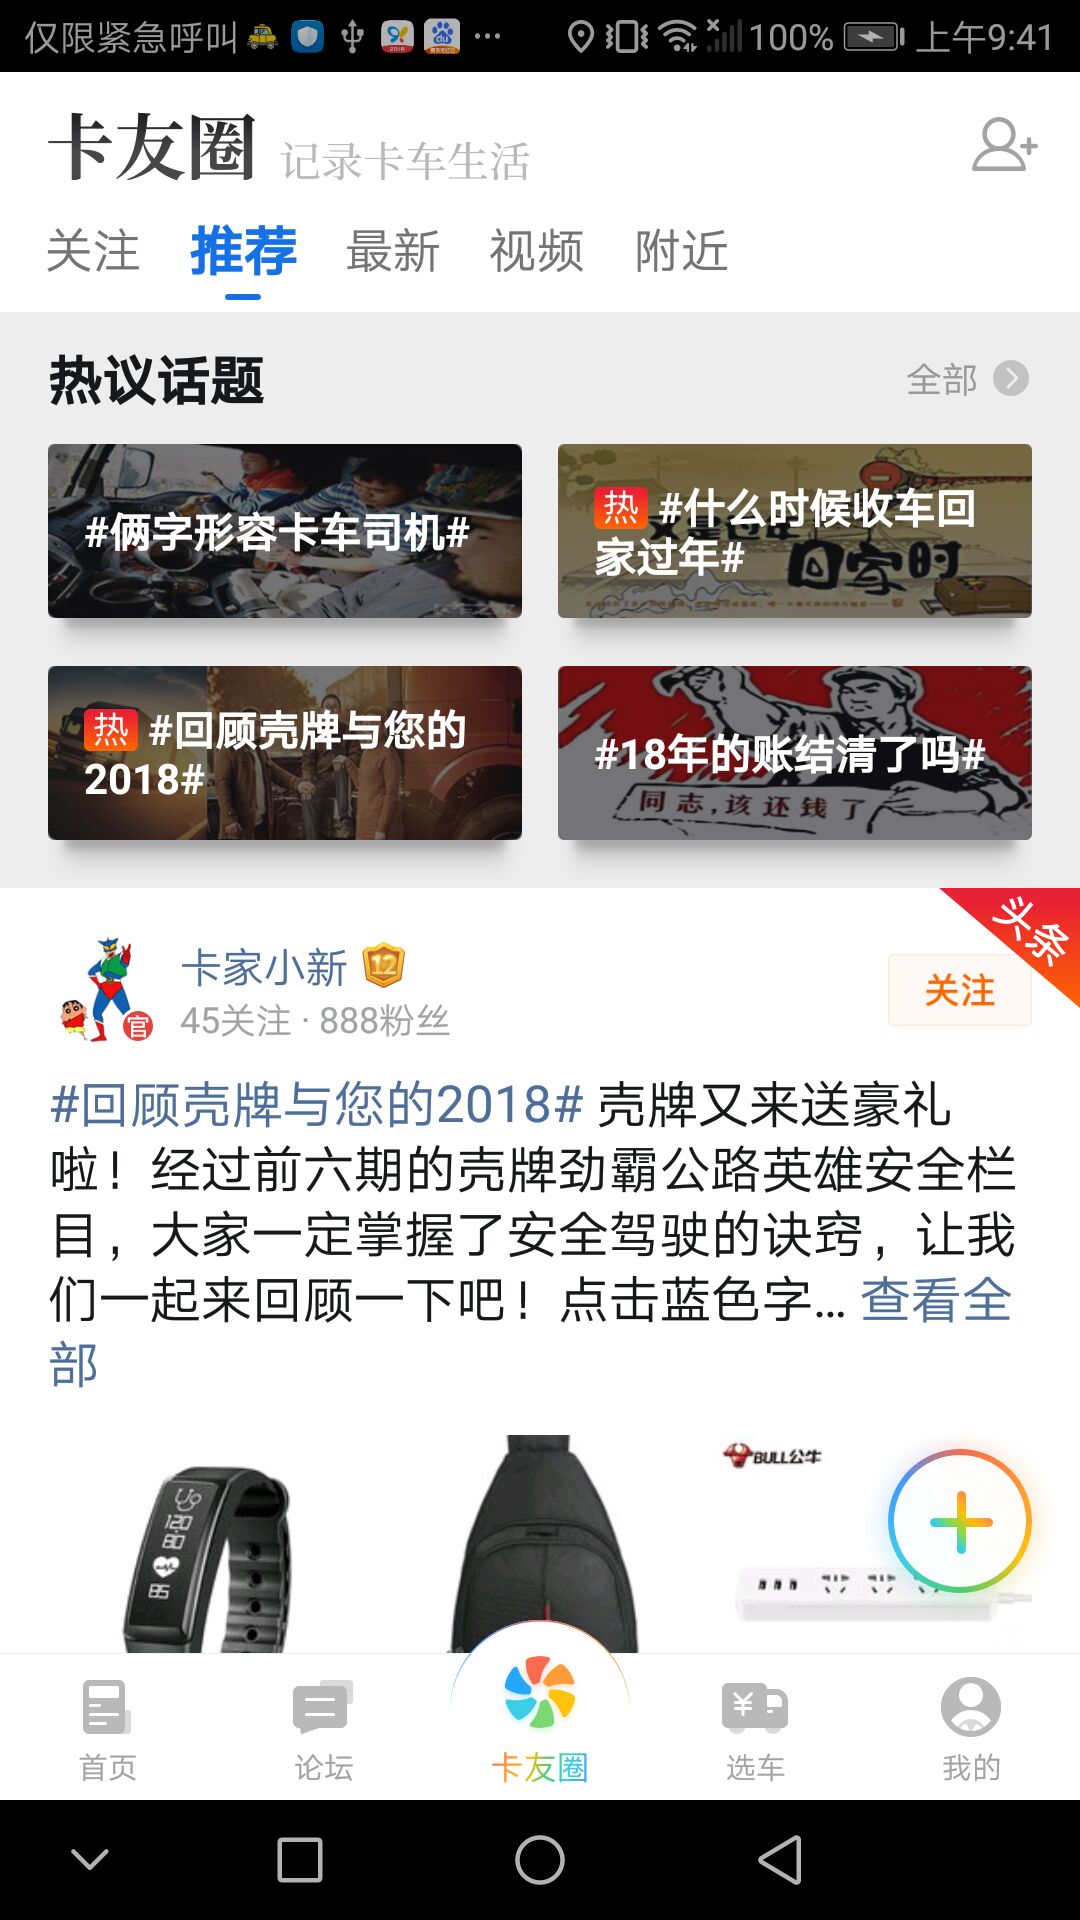 仅限紧急呼叫 100% 上午9:41
卡友圈 记录卡车生活
关注 推荐 最新 视频 附近
热议话题 全部
#俩字形容卡车司机#
热 #什么时候收车回
家过年#
回家时
热 #回顾壳牌与您的
2018#
#18年的账结清了吗#
同志,该还钱了
头条
卡家小新 12
关注
官
45关注 · 888粉丝
#回顾壳牌与您的2018# 壳牌又来送豪礼
啦！经过前六期的壳牌劲霸公路英雄安全栏
目，大家一定掌握了安全驾驶的诀窍，让我
们一起来回顾一下吧！点击蓝色字... 查看全
部
BULL公牛
120
80
85
首页 论坛 卡友圈 选车 我的